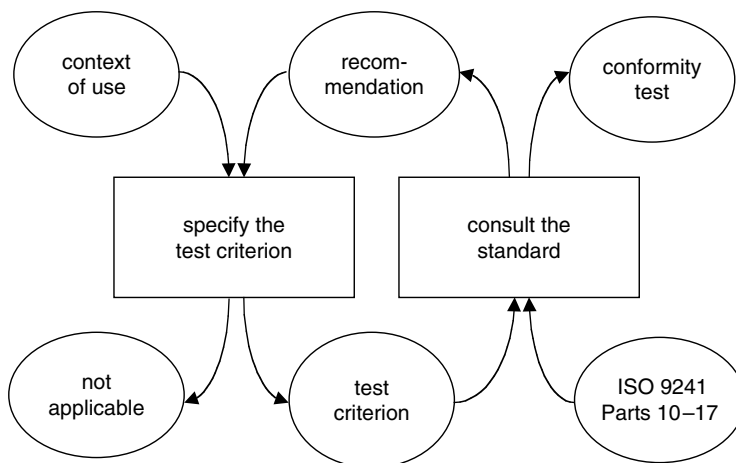 context
of use
recom-
mendation
conformity
test
specify the
test criterion
consult the
standard
not
applicable
test
criterion
ISO 9241
Parts 10–17